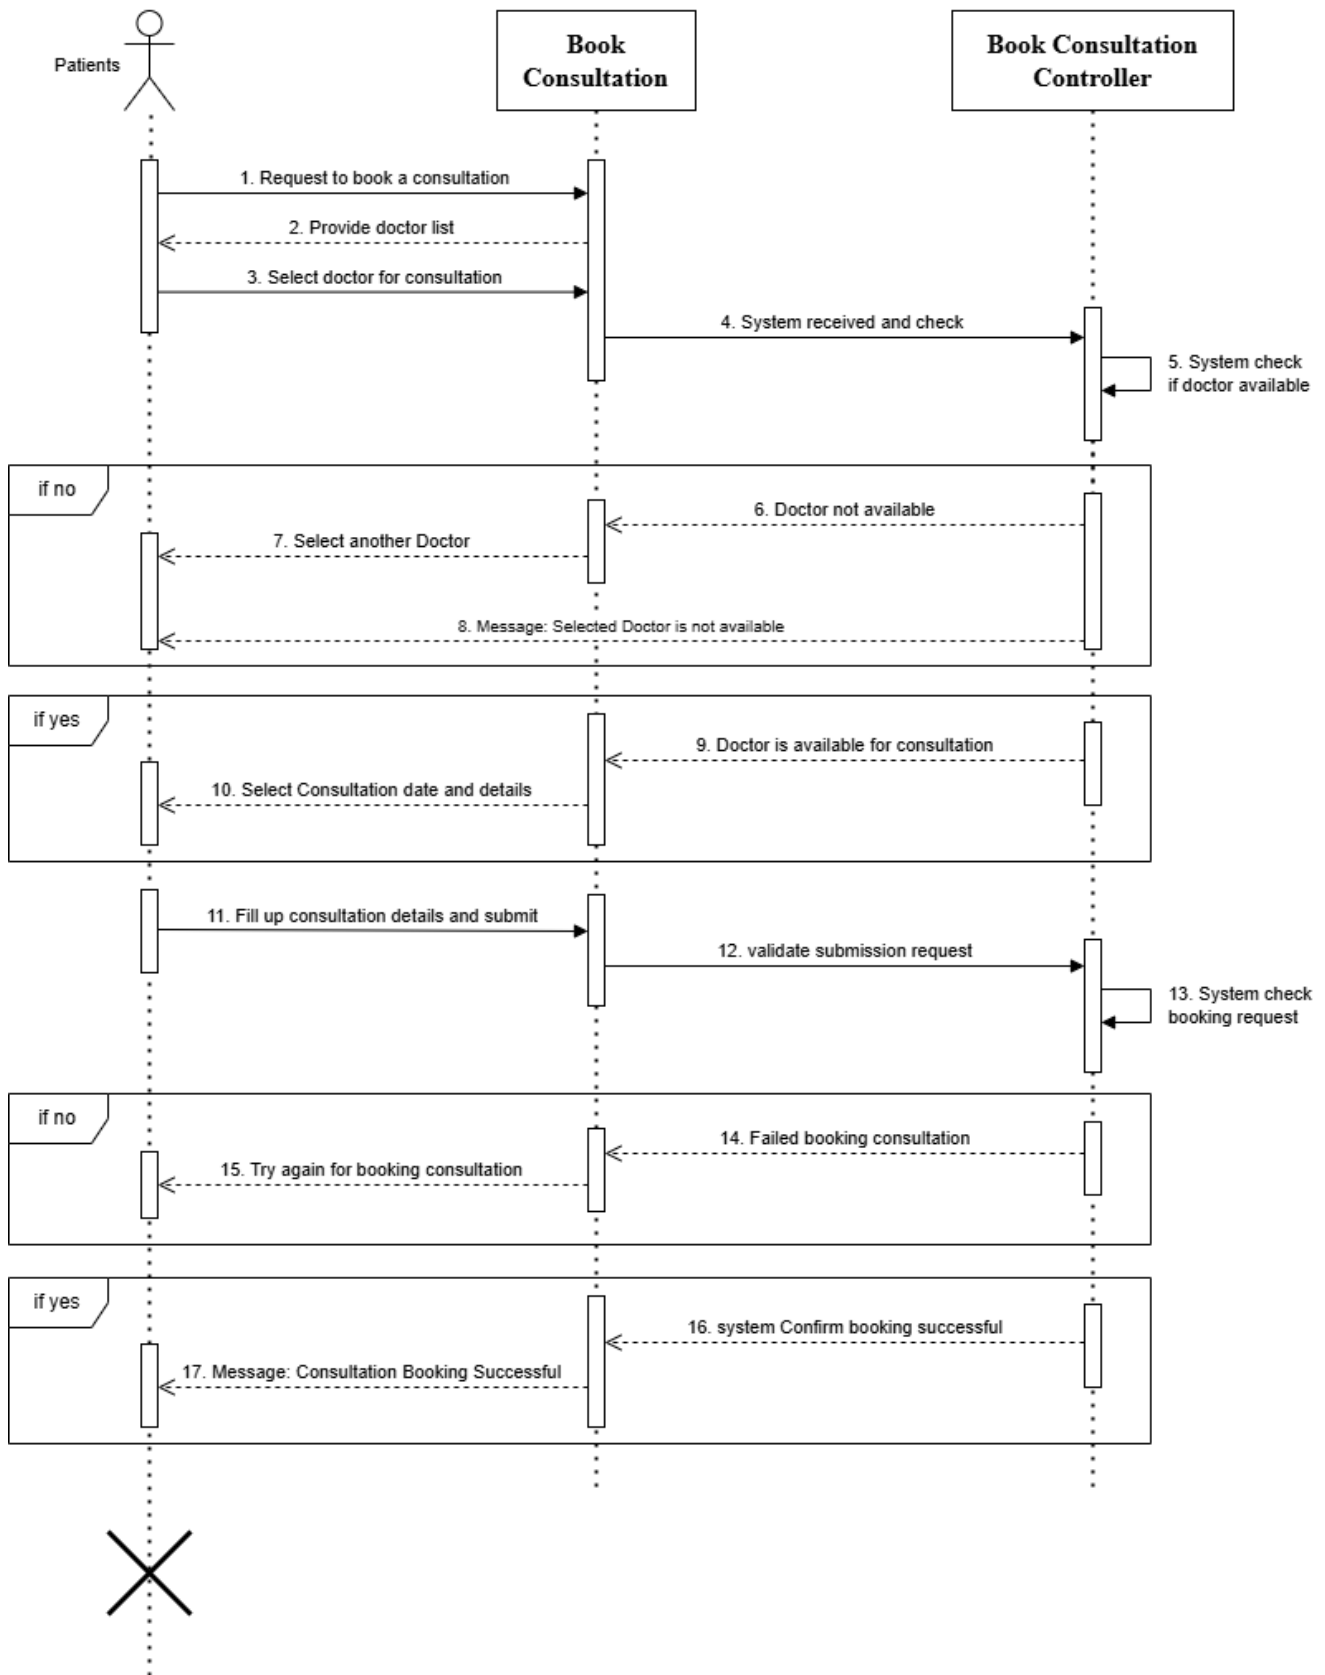 Patients
Book
Consultation
Book Consultation
Controller
1. Request to book a consultation
2. Provide doctor list
3. Select doctor for consultation
4. System received and check
5. System check
if doctor available
if no
6. Doctor not available
7. Select another Doctor
8. Message: Selected Doctor is not available
if yes
9. Doctor is available for consultation
10. Select Consultation date and details
11. Fill up consultation details and submit
12. validate submission request
13. System check
booking request
if no
14. Failed booking consultation
15. Try again for booking consultation
if yes
16. system Confirm booking successful
17. Message: Consultation Booking Successful